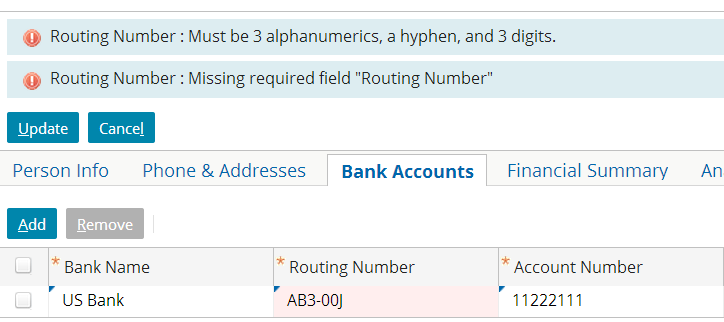 Routing Number : Must be 3 alphanumerics, a hyphen, and 3 digits.
Routing Number : Missing required field "Routing Number"
Update Cancel
Person Info Phone & Addresses Bank Accounts Financial Summary An
Add Remove
* Bank Name * Routing Number * Account Number
US Bank AB3-00J 11222111